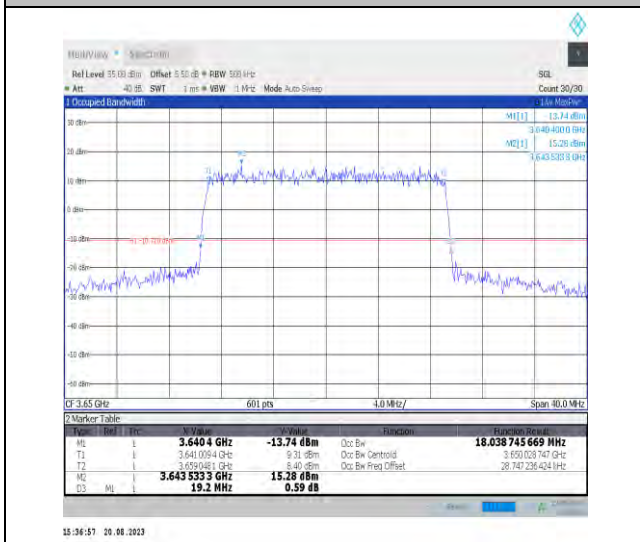 MultiView Spectrum
Ref Level 35.00 dBm Offset 5.50 dB RBW 500 kHz SGL
Att 40 dB SWT 1 ms VBW 1 MHz Mode Auto Sweep Count 30/30
1 Occupied Bandwidth
M1[1] -13.74 dBm
3.640 400 0 GHz
M2[1] 15.28 dBm
3.643 533 3 GHz
30 dBm
20 dBm
10 dBm
0 dBm
-10 dBm
-20 dBm
-30 dBm
-40 dBm
-50 dBm
-60 dBm
M2
T1
M1
CF 3.65 GHz 601 pts 4.0 MHz/ Span 40.0 MHz
2 Marker Table
Type Ref Trc X-Value Y-Value Function Function Result
M1 1 3.640 4 GHz -13.74 dBm Occ Bw 18.038 745 669 MHz
T1 1 3.641 009 4 GHz 9.31 dBm Occ Bw Centroid 3.650 028 747 GHz
T2 1 3.659 048 1 GHz 8.40 dBm Occ Bw Freq Offset 28.747 236 424 kHz
M2 1 3.643 533 3 GHz 15.28 dBm
D3 M1 1 19.2 MHz 0.59 dB
15:36:57 20.08.2023